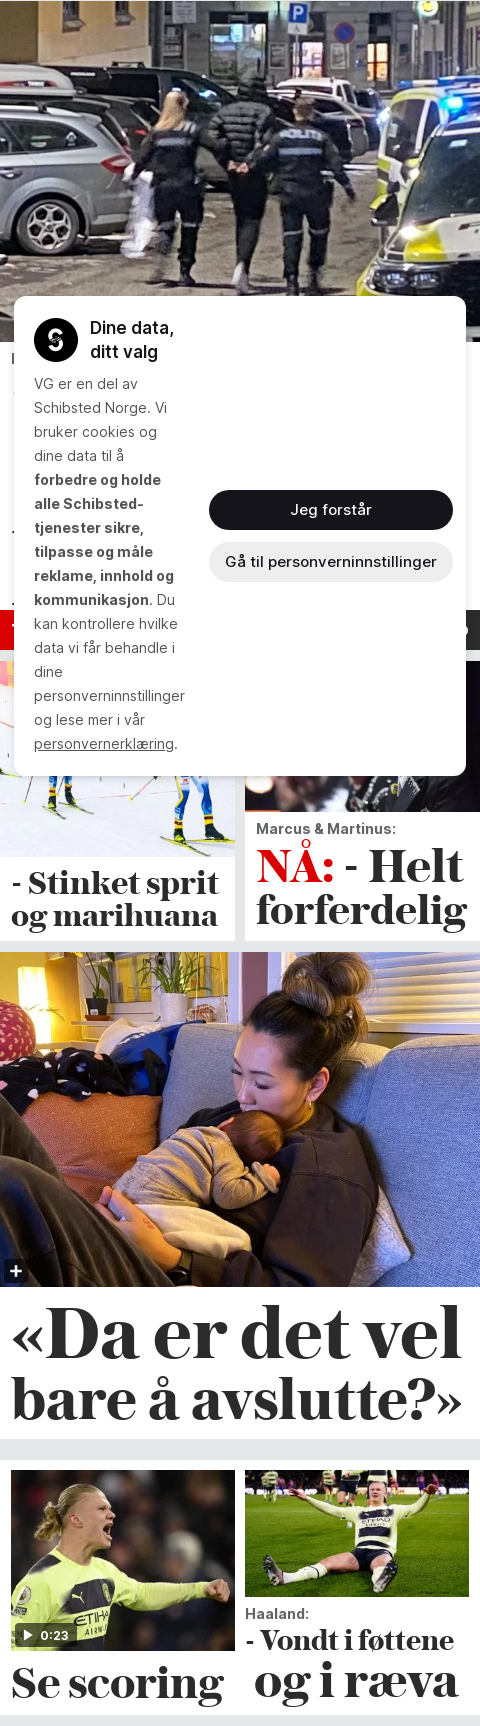 POLITI
Dine data,
ditt valg
VG er en del av
Schibsted Norge. Vi
bruker cookies og
dine data til å
forbedre og holde
alle Schibsted-
tjenester sikre,
tilpasse og måle
reklame, innhold og
kommunikasjon. Du
kan kontrollere hvilke
data vi får behandle i
dine
personverninnstillinger
og lese mer i vår
personvernerklæring.
Jeg forstår
Gå til personverninnstillinger
- Stinket sprit
og marihuana
Marcus & Martinus:
NÅ: - Helt
forferdelig
«Da er det vel
bare å avslutte?»
ETIHAD
AIRWAYS
0:23
Se scoring
ETIHAD
AIRWAYS
Haaland:
- Vondt i føttene
og i ræva